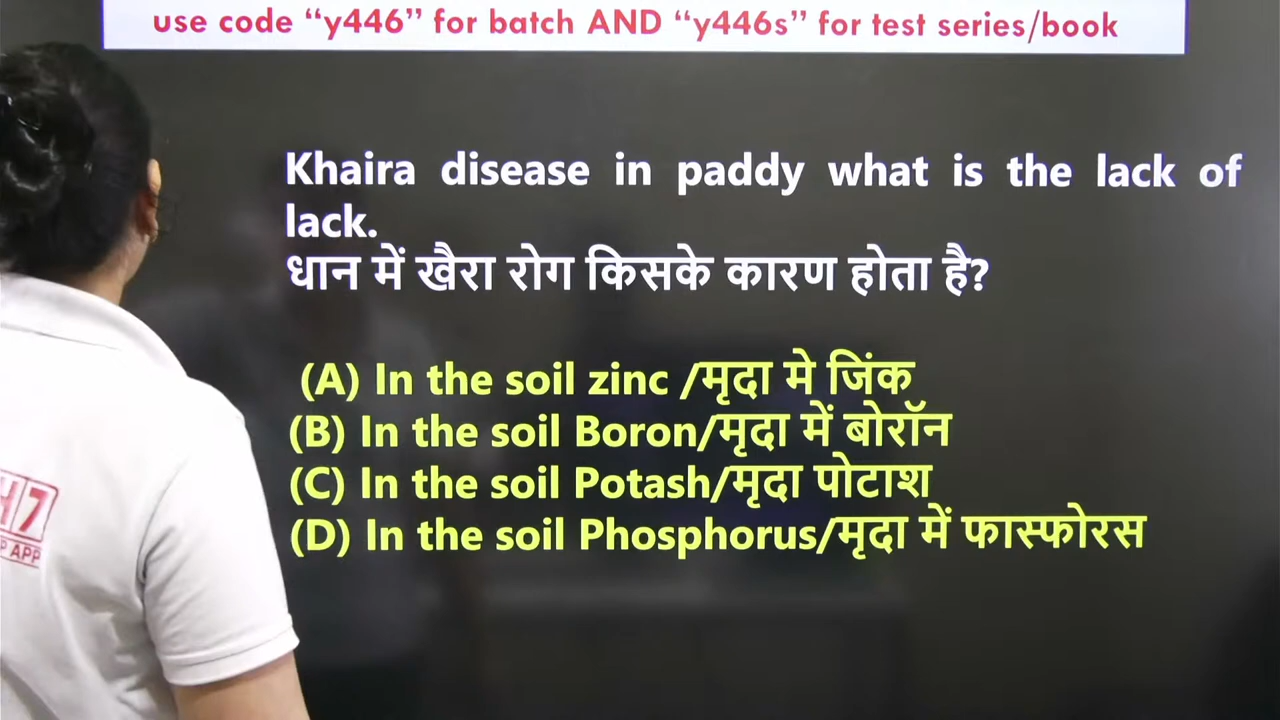 use code “y446” for batch AND “y446s” for test series/book
Khaira disease in paddy what is the lack of
lack.
धान में खैरा रोग किसके कारण होता है?
(A) In the soil zinc /मृदा मे जिंक
(B) In the soil Boron/मृदा में बोरॉन
(C) In the soil Potash/मृदा पोटाश
(D) In the soil Phosphorus/मृदा में फास्फोरस
H7
P APP